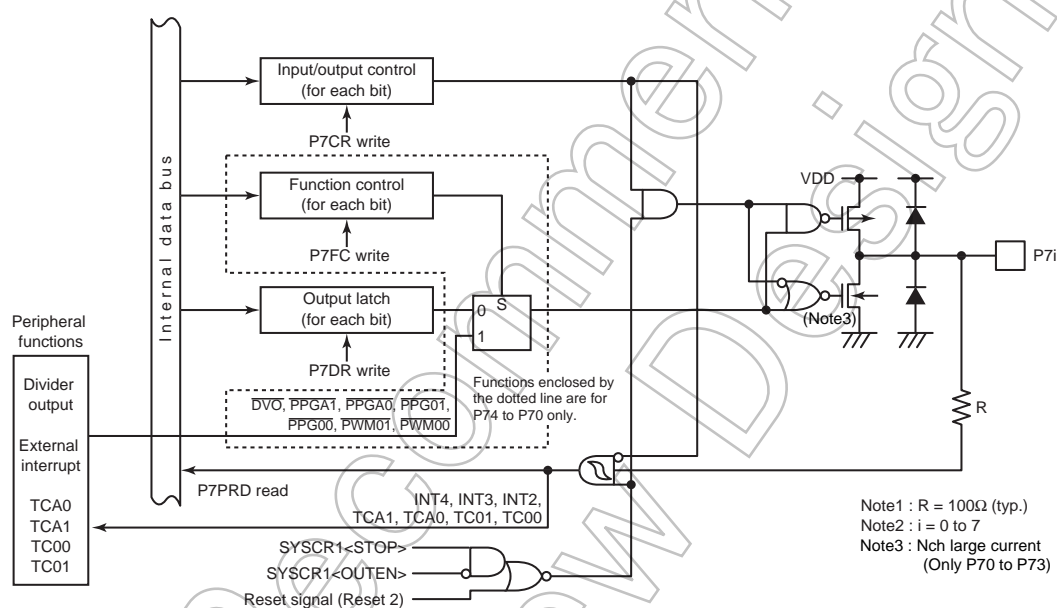 Internal data bus
Input/output control
(for each bit)
P7CR write
Function control
(for each bit)
P7FC write
Output latch
(for each bit)
P7DR write
S
0
1
Functions enclosed by
the dotted line are for
P74 to P70 only.
DVO, PPGA1, PPGA0, PPG01,
PPG00, PWM01, PWM00
Peripheral
functions
Divider
output
External
interrupt
TCA0
TCA1
TC00
TC01
P7PRD read
INT4, INT3, INT2,
TCA1, TCA0, TC01, TC00
SYSCR1<STOP>
SYSCR1<OUTEN>
Reset signal (Reset 2)
VDD
(Note3)
P7i
R
Note1 : R = 100Ω (typ.)
Note2 : i = 0 to 7
Note3 : Nch large current
(Only P70 to P73)